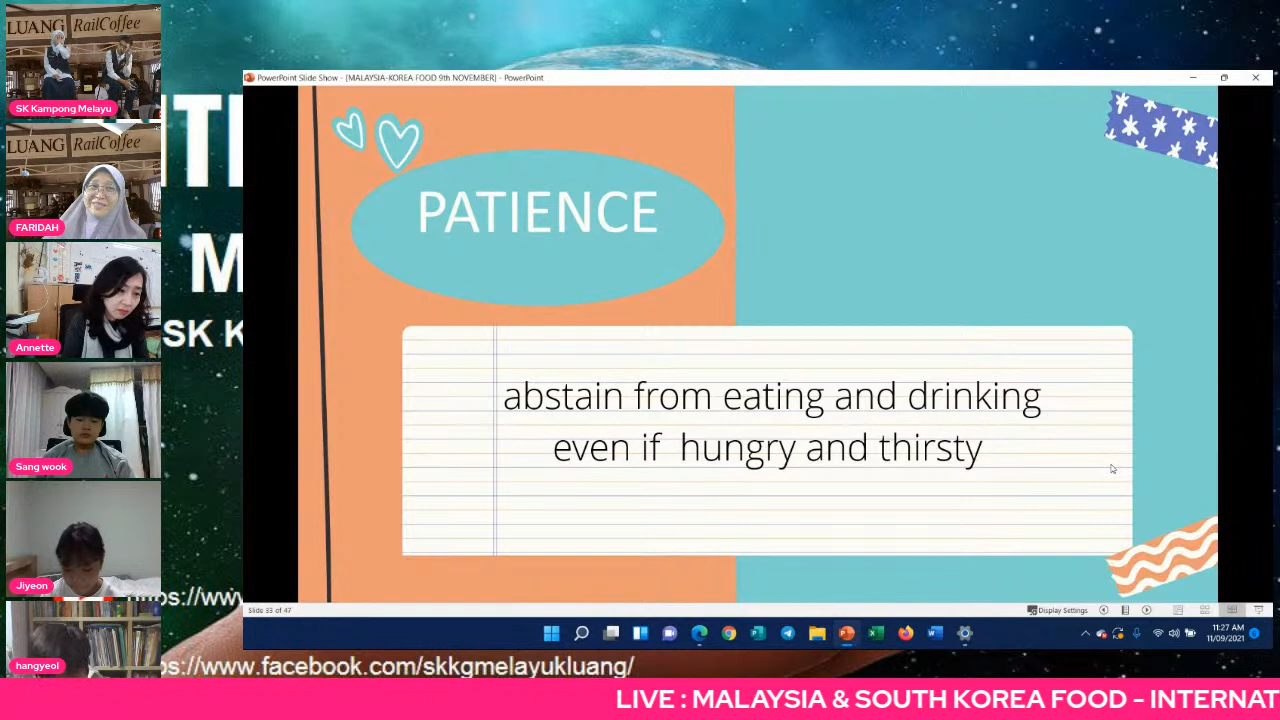 LUANG RailCoffee
SK Kampong Melayu
LUANG RailCoffee
FARIDAH
Annette
Sang wook
Jiyeon
hangyeol
M
SK K
https://www.facebook.com/skkgmelayukluang/
PowerPoint Slide Show - [MALAYSIA-KOREA FOOD 9th NOVEMBER] - PowerPoint
PATIENCE
abstain from eating and drinking
even if hungry and thirsty
Slide 33 of 47
Display Settings
11:27 AM
11/09/2021
LIVE : MALAYSIA & SOUTH KOREA FOOD - INTERNAT